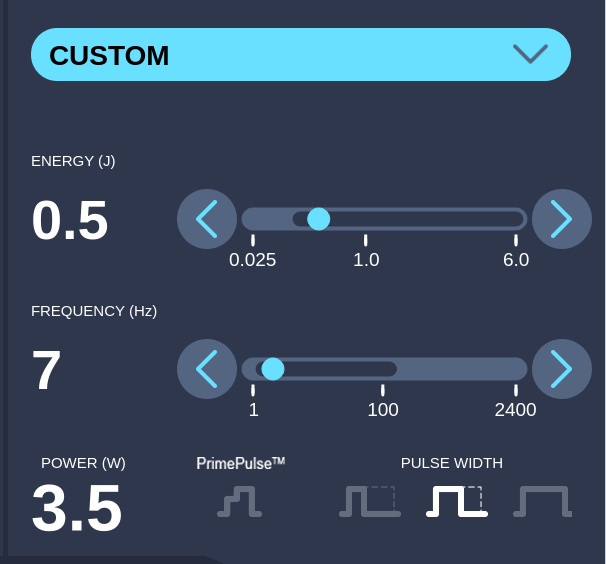 CUSTOM
ENERGY (J)
0.5
0.025 1.0 6.0
FREQUENCY (Hz)
7
1 100 2400
POWER (W) PrimePulse™ PULSE WIDTH
3.5